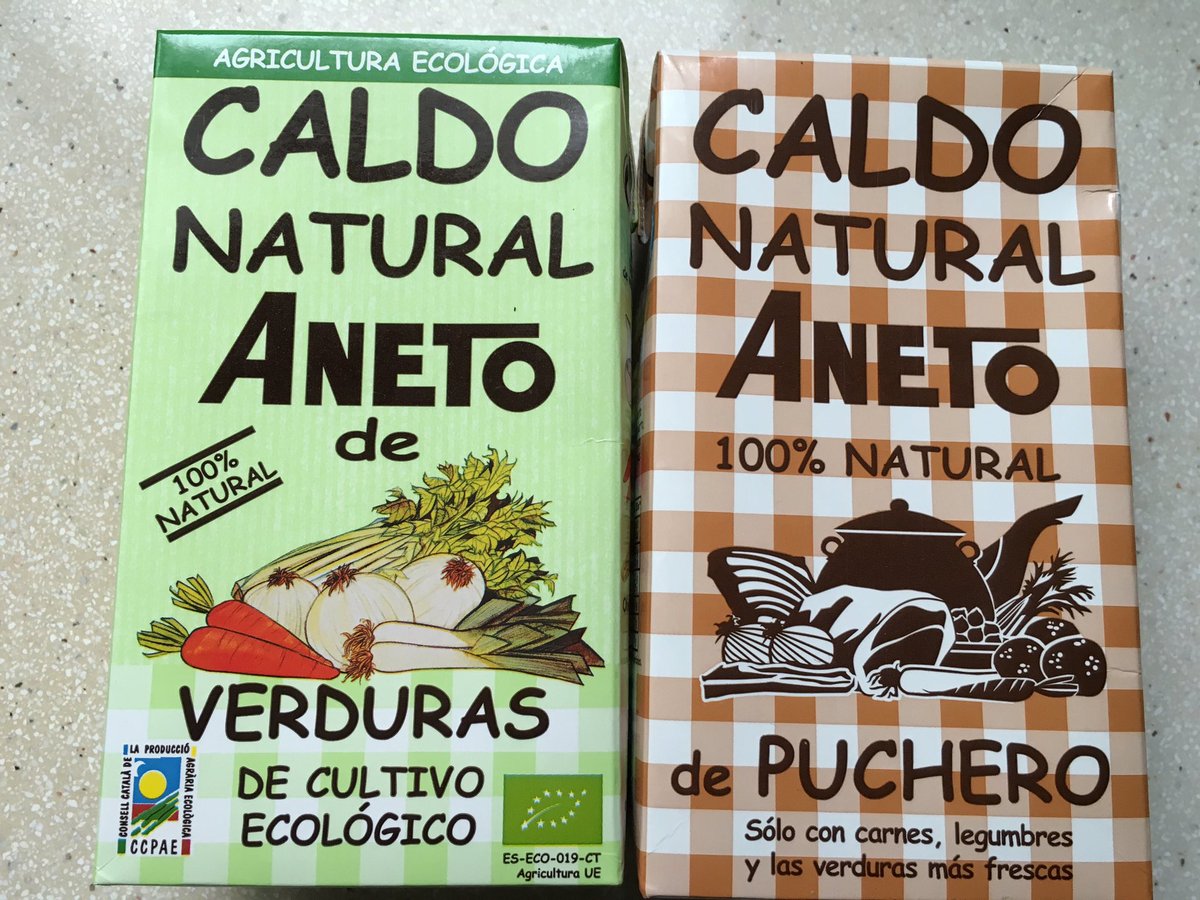 AGRICULTURA ECOLÓGICA
CALDO
NATURAL
ANETO
de
100%
NATURAL
VERDURAS
DE CULTIVO
ECOLÓGICO
CONSELL CATALÀ DE
LA PRODUCCIÓ
AGRÀRIA ECOLÒGICA
CCPAE
ES-ECO-019-CT
Agricultura UE
CALDO
NATURAL
ANETO
100% NATURAL
de PUCHERO
Sólo con carnes, legumbres
y las verduras más frescas